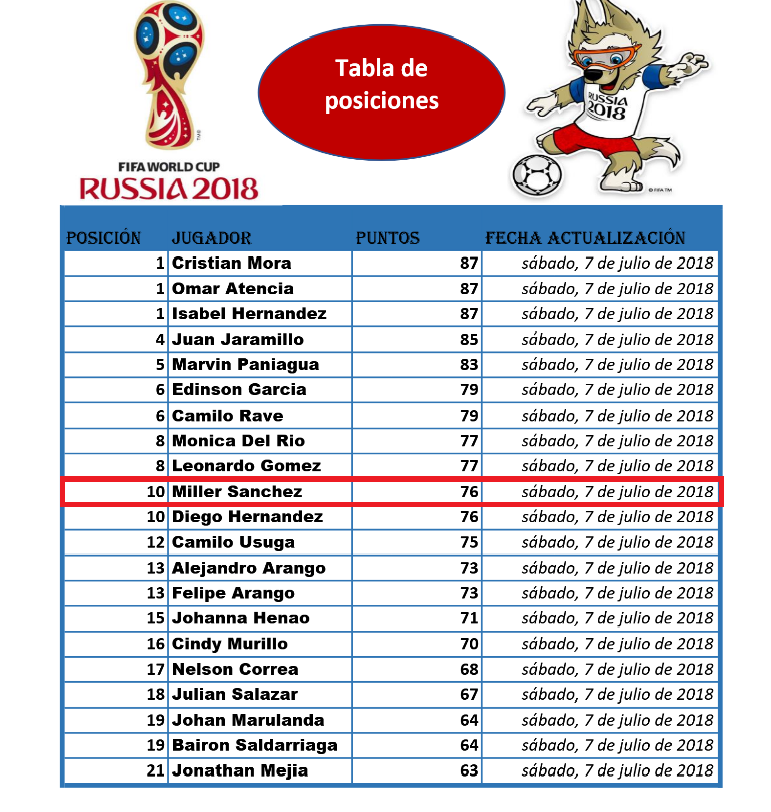 Tabla de
posiciones
RUSSIA
2018
TM
FIFA WORLD CUP
RUSSIA 2018
© FIFA TM
POSICIÓN JUGADOR PUNTOS FECHA ACTUALIZACIÓN
1 Cristian Mora 87 sábado, 7 de julio de 2018
1 Omar Atencia 87 sábado, 7 de julio de 2018
1 Isabel Hernandez 87 sábado, 7 de julio de 2018
4 Juan Jaramillo 85 sábado, 7 de julio de 2018
5 Marvin Paniagua 83 sábado, 7 de julio de 2018
6 Edinson Garcia 79 sábado, 7 de julio de 2018
6 Camilo Rave 79 sábado, 7 de julio de 2018
8 Monica Del Rio 77 sábado, 7 de julio de 2018
8 Leonardo Gomez 77 sábado, 7 de julio de 2018
10 Miller Sanchez 76 sábado, 7 de julio de 2018
10 Diego Hernandez 76 sábado, 7 de julio de 2018
12 Camilo Usuga 75 sábado, 7 de julio de 2018
13 Alejandro Arango 73 sábado, 7 de julio de 2018
13 Felipe Arango 73 sábado, 7 de julio de 2018
15 Johanna Henao 71 sábado, 7 de julio de 2018
16 Cindy Murillo 70 sábado, 7 de julio de 2018
17 Nelson Correa 68 sábado, 7 de julio de 2018
18 Julian Salazar 67 sábado, 7 de julio de 2018
19 Johan Marulanda 64 sábado, 7 de julio de 2018
19 Bairon Saldarriaga 64 sábado, 7 de julio de 2018
21 Jonathan Mejia 63 sábado, 7 de julio de 2018